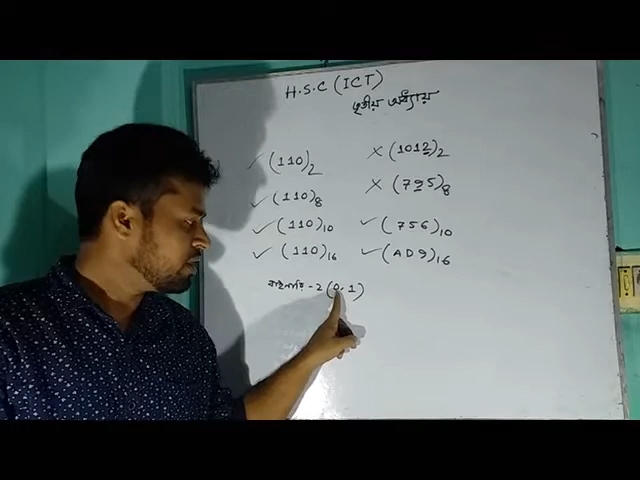 H.S.C (ICT)
তৃতীয় অধ্যায়
✓ (110)₂
✓ (110)₈
✓ (110)₁₀
✓ (110)₁₆
✗ (1012)₂
✗ (795)₈
✓ (756)₁₀
✓ (AD9)₁₆
বাইনারি - 2 (0, 1)